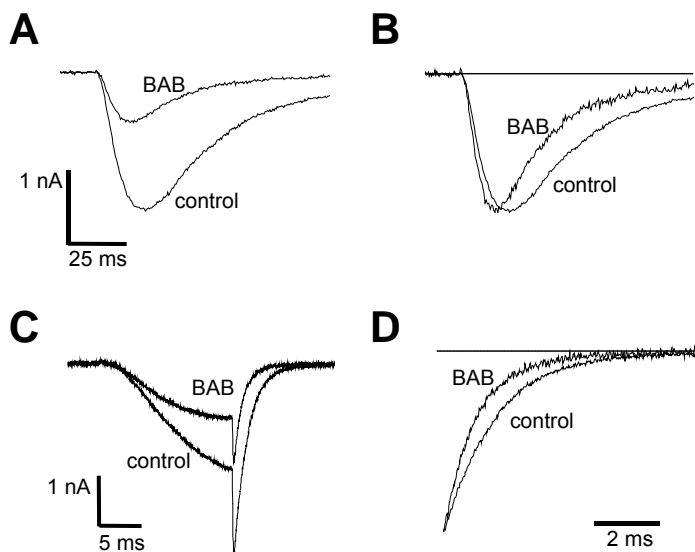 A
BAB
control
1 nA
25 ms
B
BAB
control
C
BAB
control
1 nA
5 ms
D
BAB
control
2 ms